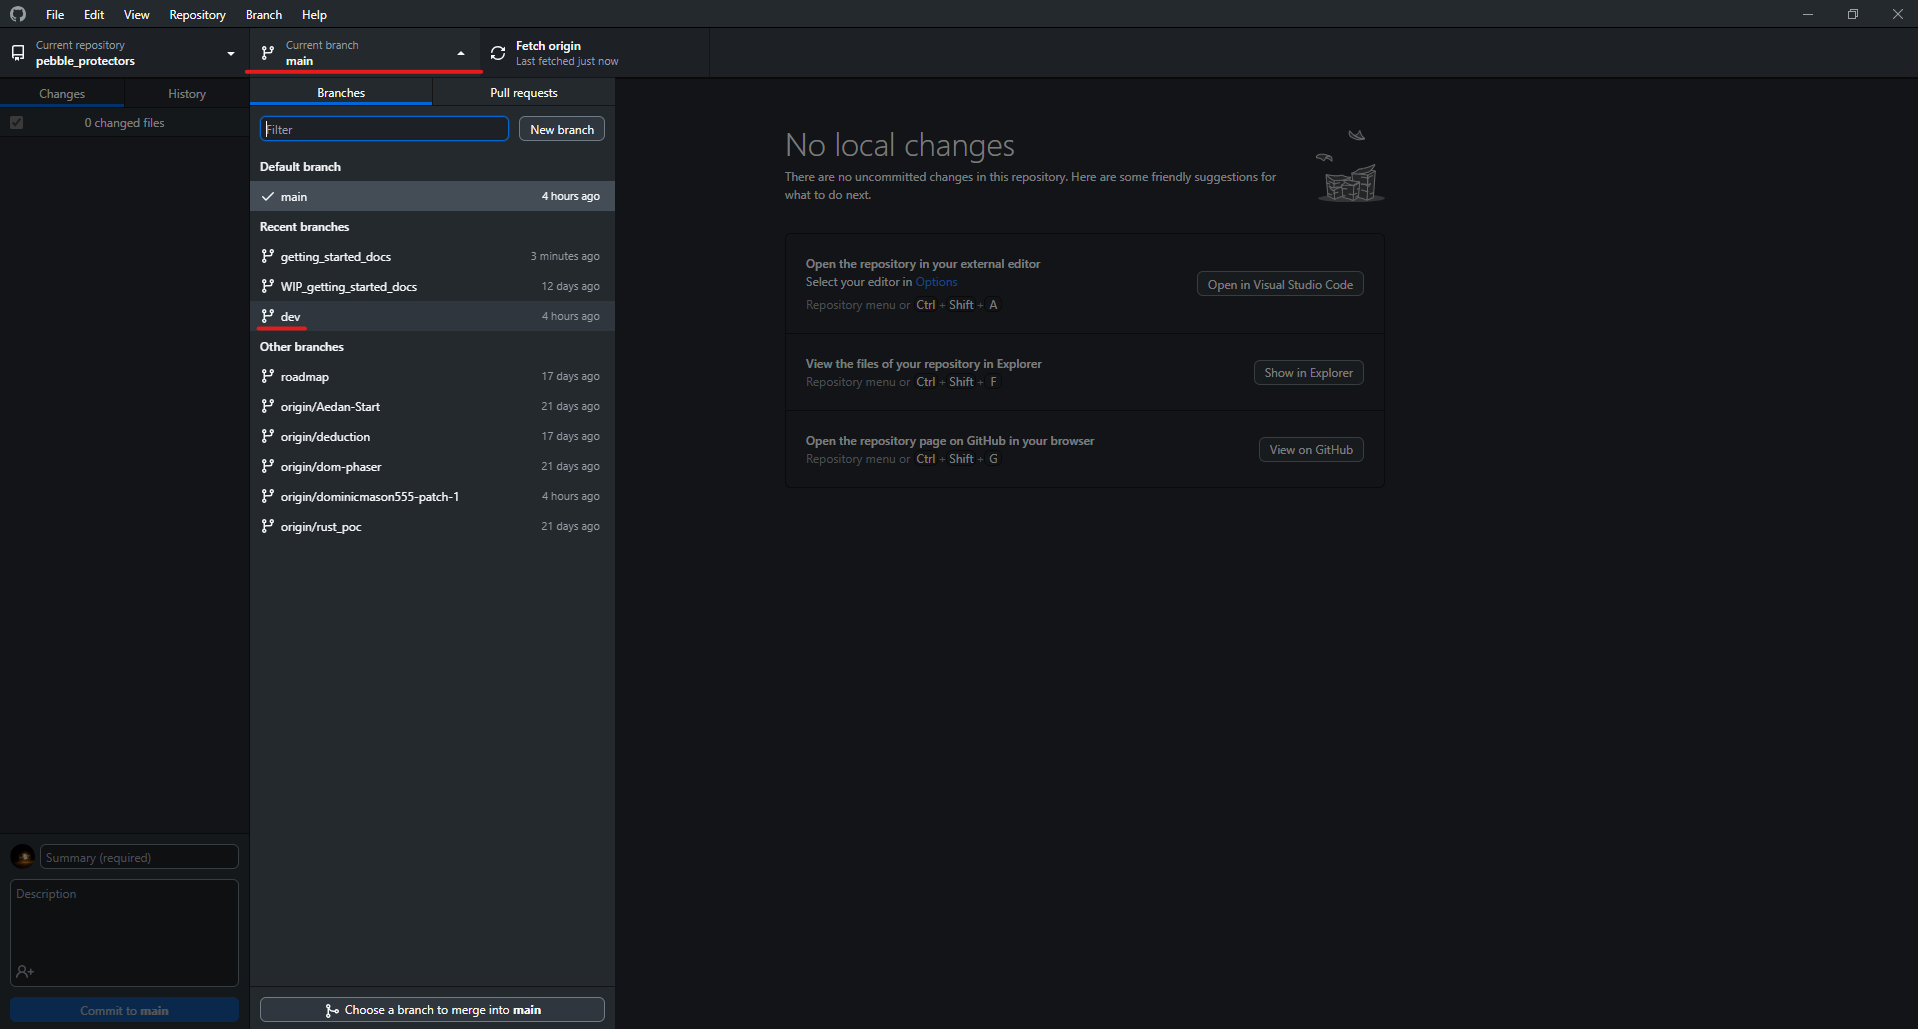 File Edit View Repository Branch Help
Current repository
pebble_protectors
Current branch
main
Fetch origin
Last fetched just now
Changes History
0 changed files
Branches Pull requests
Filter New branch
Default branch
main 4 hours ago
Recent branches
getting_started_docs 3 minutes ago
WIP_getting_started_docs 12 days ago
dev 4 hours ago
Other branches
roadmap 17 days ago
origin/Aedan-Start 21 days ago
origin/deduction 17 days ago
origin/dom-phaser 21 days ago
origin/dominicmason555-patch-1 4 hours ago
origin/rust_poc 21 days ago
Choose a branch to merge into main
No local changes
There are no uncommitted changes in this repository. Here are some friendly suggestions for
what to do next.
Open the repository in your external editor
Select your editor in Options
Repository menu or Ctrl + Shift + A
Open in Visual Studio Code
View the files of your repository in Explorer
Repository menu or Ctrl + Shift + F
Show in Explorer
Open the repository page on GitHub in your browser
Repository menu or Ctrl + Shift + G
View on GitHub
Summary (required)
Description
Commit to main